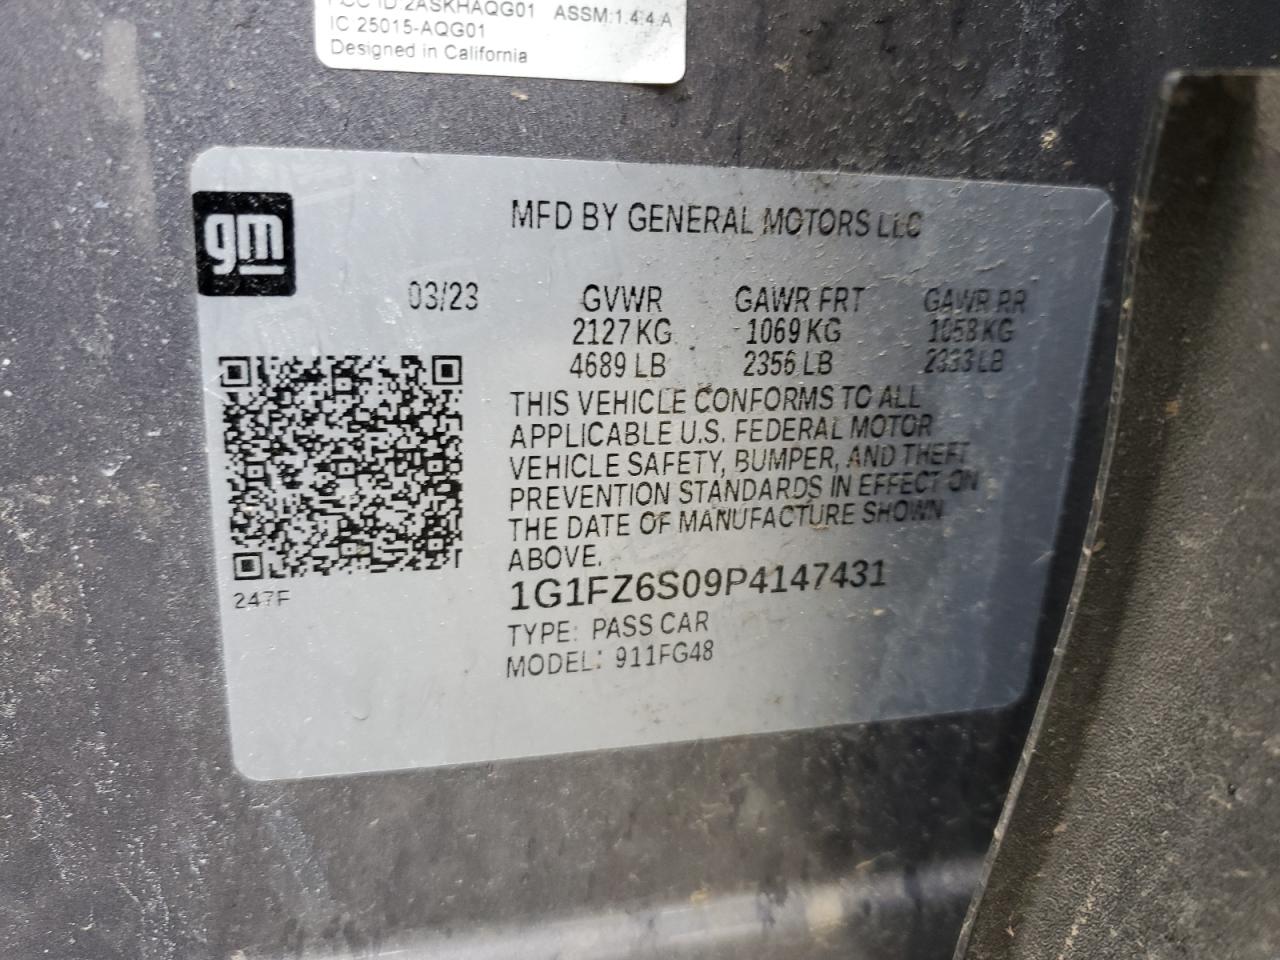 FCC ID:2ASKHAQG01 ASSM:1.4.4.A
IC 25015-AQG01
Designed in California
gm
MFD BY GENERAL MOTORS LLC
03/23 GVWR GAWR FRT GAWR RR
2127 KG 1069 KG 1058 KG
4689 LB 2356 LB 2333 LB
THIS VEHICLE CONFORMS TO ALL
APPLICABLE U.S. FEDERAL MOTOR
VEHICLE SAFETY, BUMPER, AND THEFT
PREVENTION STANDARDS IN EFFECT ON
THE DATE OF MANUFACTURE SHOWN
ABOVE.
247F
1G1FZ6S09P4147431
TYPE: PASS CAR
MODEL: 911FG48